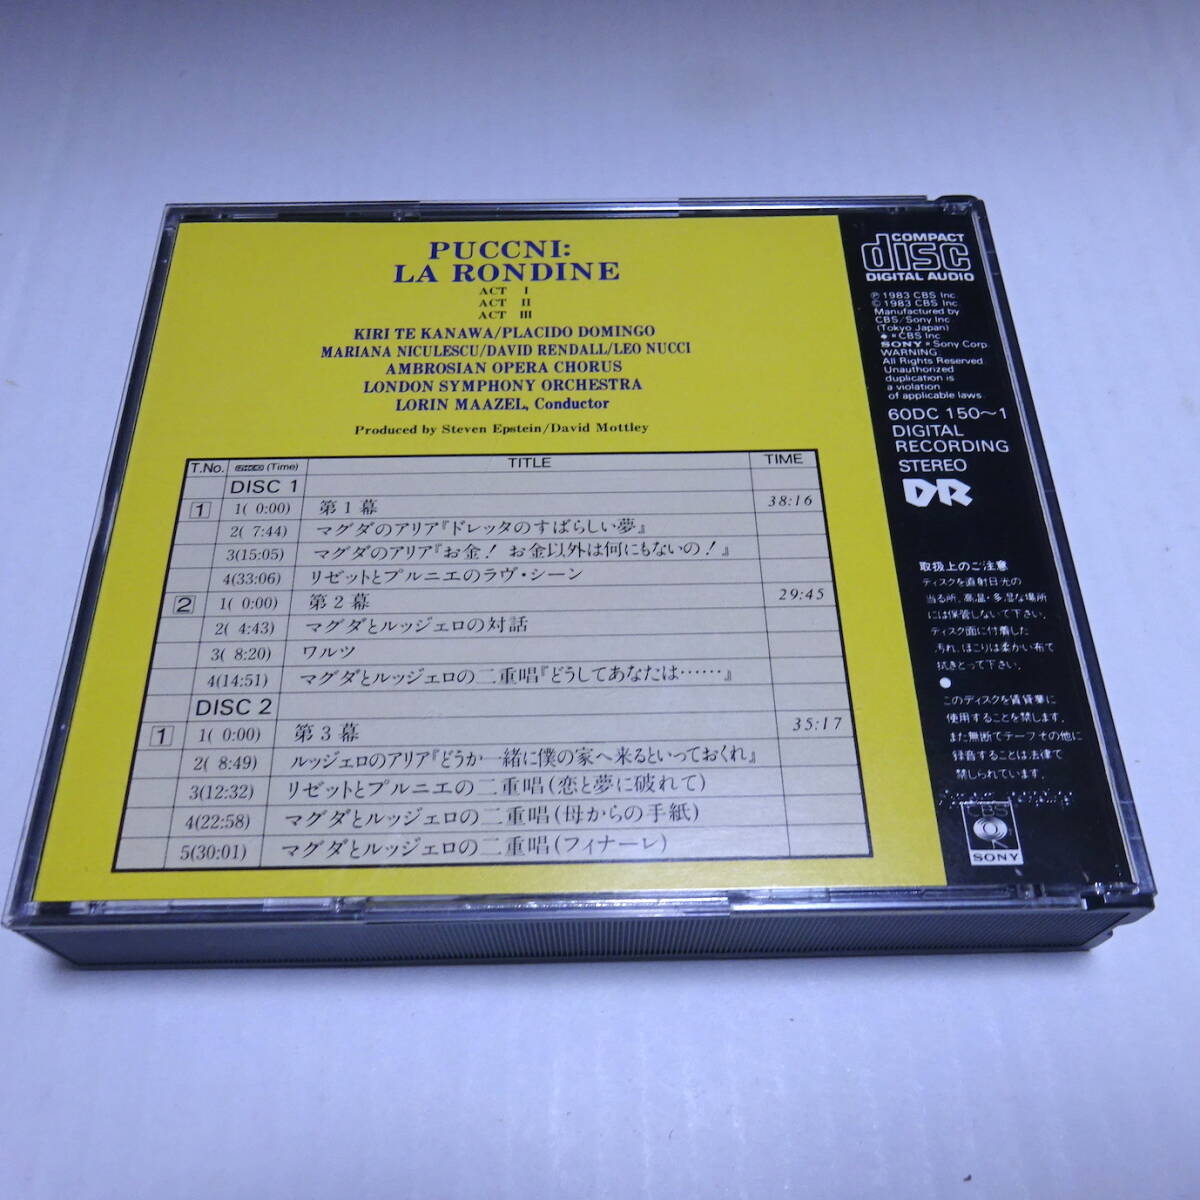 PUCCNI:
LA RONDINE
ACT I
ACT II
ACT III
KIRI TE KANAWA/PLACIDO DOMINGO
MARIANA NICULESCU/DAVID RENDALL/LEO NUCCI
AMBROSIAN OPERA CHORUS
LONDON SYMPHONY ORCHESTRA
LORIN MAAZEL, Conductor
Produced by Steven Epstein/David Mottley
T.No. (Time) TITLE TIME
DISC 1
1 1( 0:00) 第1幕 38:16
2( 7:44) マグダのアリア『ドレッタのすばらしい夢』
3(15:05) マグダのアリア『お金! お金以外は何にもないの!』
4(33:06) リゼットとプルニエのラヴ・シーン
2 1( 0:00) 第2幕 29:45
2( 4:43) マグダとルッジェロの対話
3( 8:20) ワルツ
4(14:51) マグダとルッジェロの二重唱『どうしてあなたは……』
DISC 2
1 1( 0:00) 第3幕 35:17
2( 8:49) ルッジェロのアリア『どうか一緒に僕の家へ来るといっておくれ』
3(12:32) リゼットとプルニエの二重唱(恋と夢に破れて)
4(22:58) マグダとルッジェロの二重唱(母からの手紙)
5(30:01) マグダとルッジェロの二重唱(フィナーレ)
COMPACT
disc
DIGITAL AUDIO
℗ 1983 CBS Inc.
© 1983 CBS Inc.
Manufactured by
CBS/Sony Inc
(Tokyo Japan)
CBS Inc
SONY Sony Corp.
WARNING:
All Rights Reserved.
Unauthorized
duplication is
a violation
of applicable laws.
60DC 150〜1
DIGITAL
RECORDING
STEREO
DR
取扱上のご注意
ディスクを直射日光の
当る所、高温・多湿な場所
には保管しないで下さい。
ディスク面に付着した
汚れ、ほこりは柔かい布で
拭きとって下さい。
●
このディスクを賃貸業に
使用することを禁します。
また無断でテープその他に
録音することは法律で
禁じられています。
CBS
SONY